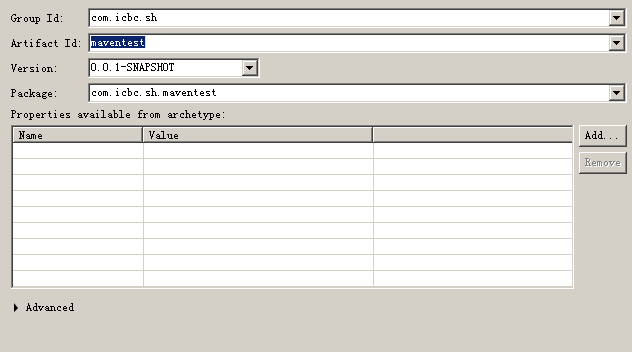 Group Id: com.icbc.sh
Artifact Id: maventest
Version: 0.0.1-SNAPSHOT
Package: com.icbc.sh.maventest
Properties available from archetype:
Name Value
Add...
Remove
Advanced